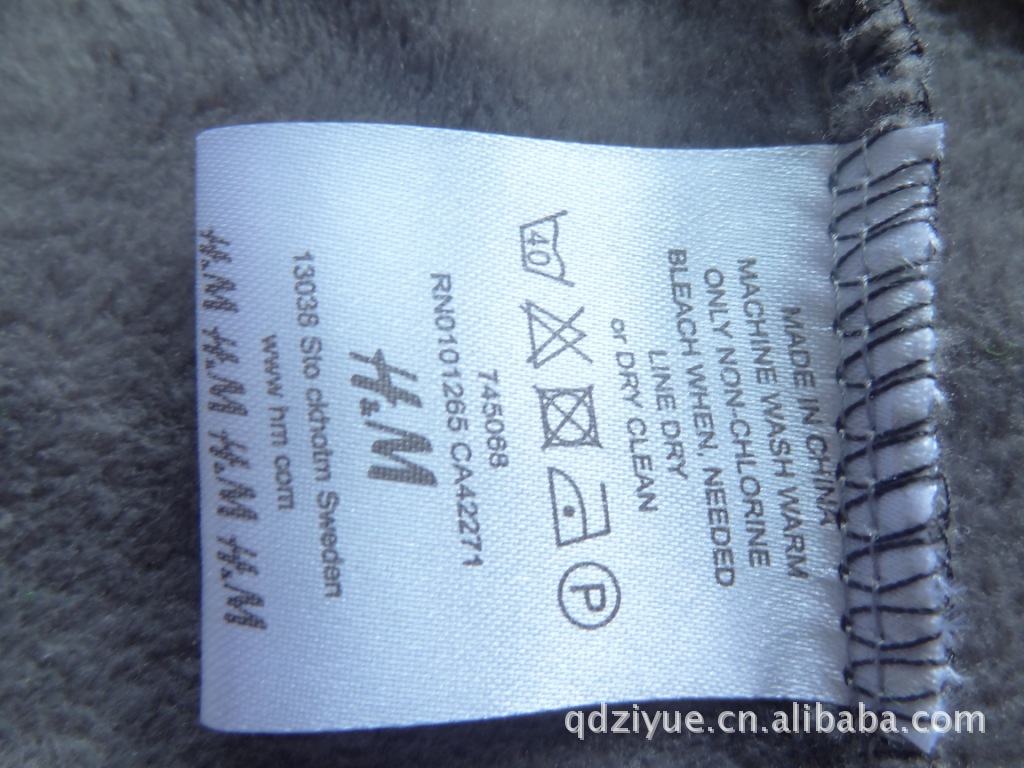 MADE IN CHINA
MACHINE WASH WARM
ONLY NON-CHLORINE
BLEACH WHEN, NEEDED
LINE DRY
or DRY CLEAN
40
P
745068
RN0101265 CA42271
H&M
13038 Sto ckhotm Sweden
www hm com
H&M H&M H&M H&M
qdziyue.cn.alibaba.com